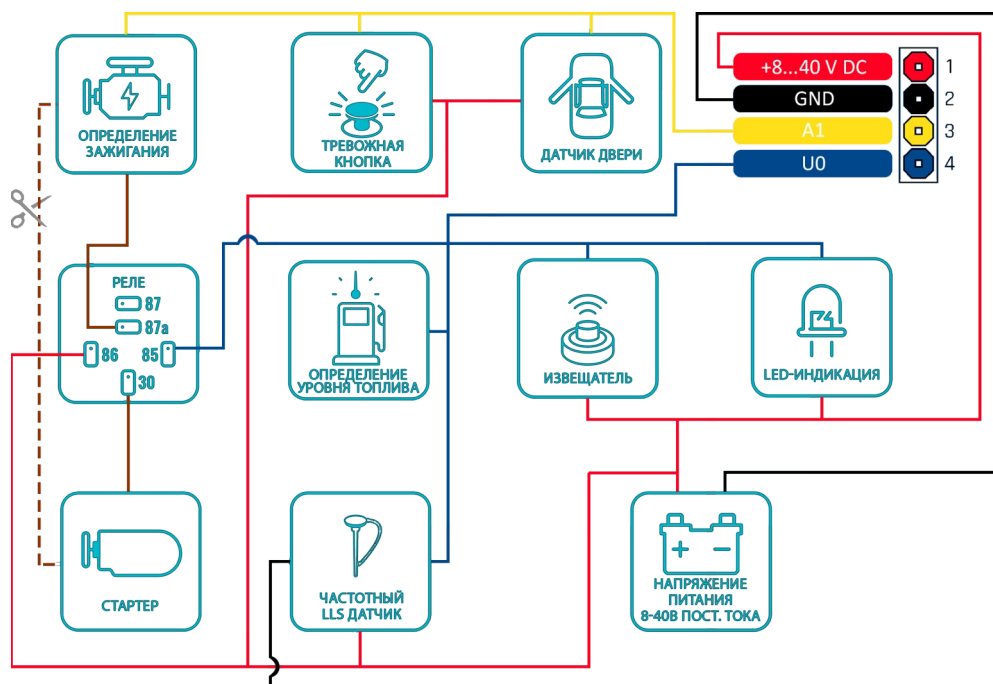 ОПРЕДЕЛЕНИЕ
ЗАЖИГАНИЯ
ТРЕВОЖНАЯ
КНОПКА
ДАТЧИК ДВЕРИ
+8...40 V DC 1
GND 2
A1 3
U0 4
РЕЛЕ
87
87a
86 85
30
ОПРЕДЕЛЕНИЕ
УРОВНЯ ТОПЛИВА
ИЗВЕЩАТЕЛЬ
LED-ИНДИКАЦИЯ
СТАРТЕР
ЧАСТОТНЫЙ
LLS ДАТЧИК
НАПРЯЖЕНИЕ
ПИТАНИЯ
8-40В ПОСТ. ТОКА